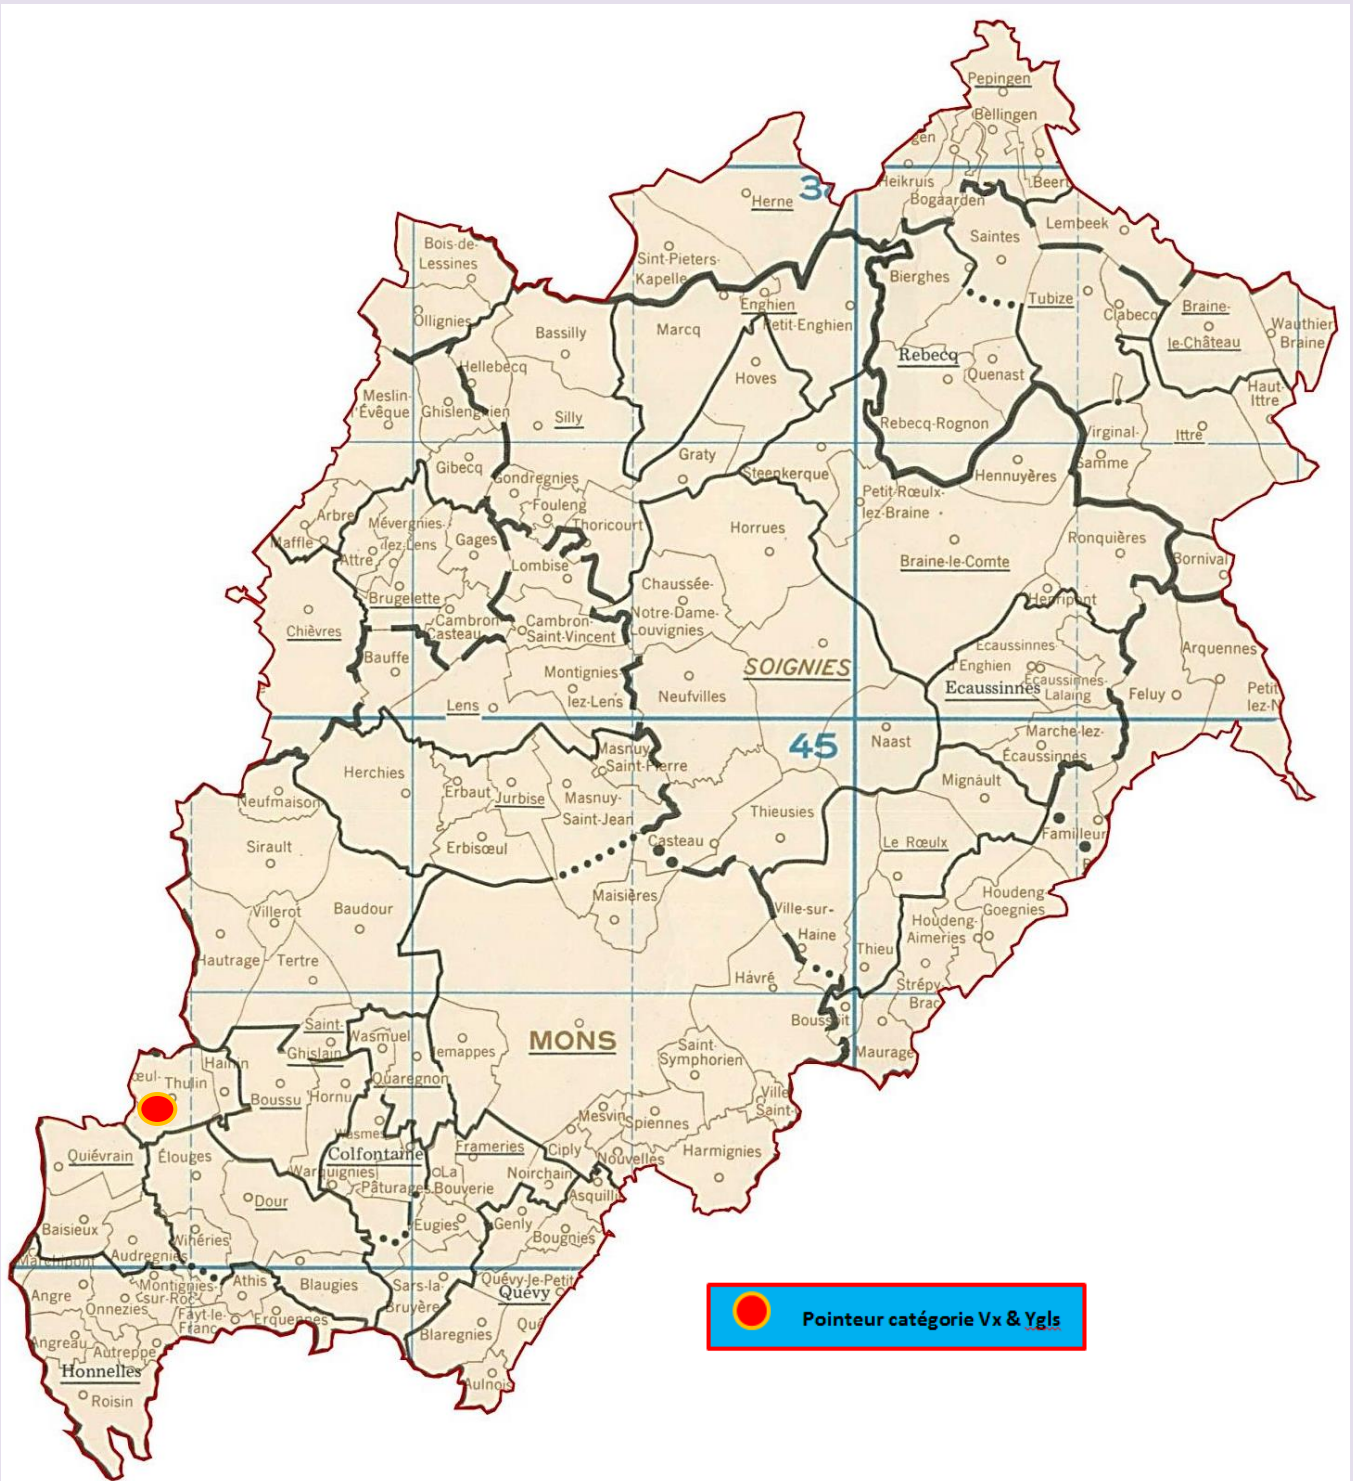 Pepingen
Bellingen
gen
Heikruis
Beert
Bogaarden
Herne
Lembeek
Saintes
Bois-de-
Lessines
Sint-Pieters-
Kapelle
Bierghes
Enghien
Tubize
Clabecq
Braine-
le-Château
Wauthier
Braine
Ollignies
Bassilly
Marcq
Petit-Enghien
Rebecq
Quenast
Hellebecq
Hoves
Haut-
Ittre
Meslin-
l'Évêque
Ghislenghien
Silly
Rebecq-Rognon
Virginal-
Samme
Ittre
Gibecq
Graty
Steenkerque
Hennuyères
Gondregnies
Petit-Rœulx-
lez-Braine
Fouleng
Arbre
Mévergnies-
lez-Lens
Thoricourt
Horrues
Maffle
Attre
Gages
Ronquières
Lombise
Braine-le-Comte
Bornival
Brugelette
Chaussée-
Notre-Dame-
Louvignies
Henripont
Chièvres
Cambron-
Casteau
Cambron-
Saint-Vincent
Bauffe
Ecaussinnes-
d'Enghien
Arquennes
Montignies-
lez-Lens
SOIGNIES
Neufvilles
Ecaussinnes
Écaussinnes-
Lalaing
Feluy
Petit
lez-N
Lens
45
Naast
Marche-lez-
Écaussinnes
Masnuy-
Saint-Pierre
Herchies
Erbaut
Jurbise
Masnuy-
Saint-Jean
Mignault
Neufmaison
Thieusies
Familleur
Sirault
Erbisœul
Casteau
Le Rœulx
Maisières
Houdeng-
Goegnies
Villerot
Baudour
Ville-sur-
Haine
Houdeng-
Aimeries
Hautrage
Tertre
Thieu
Havré
Strépy-
Brac
Boussoit
MONS
Saint-
Ghislain
Wasmuel
Jemappes
Saint-
Symphorien
Maurage
Hainin
Thulin
Boussu
Hornu
Quaregnon
Ville
Saint-
Wasmes
Mesvin
Spiennes
Quiévrain
Élouges
Colfontaine
Frameries
Ciply
Nouvelles
Harmignies
Warquignies
Pâturages
La
Bouverie
Noirchain
Dour
Asquilli
Baisieux
Eugies
Genly
Bougnies
Wihéries
Audregnies
Marchipont
Angre
Montignies-
sur-Roc
Athis
Blaugies
Sars-la-
Bruyère
Quévy-le-Petit
Quévy
Onnezies
Fayt-le-
Franc
Erquennes
Blaregnies
Qué
Angreau
Autreppe
Honnelles
Roisin
Aulnois
Pointeur catégorie Vx & Ygls